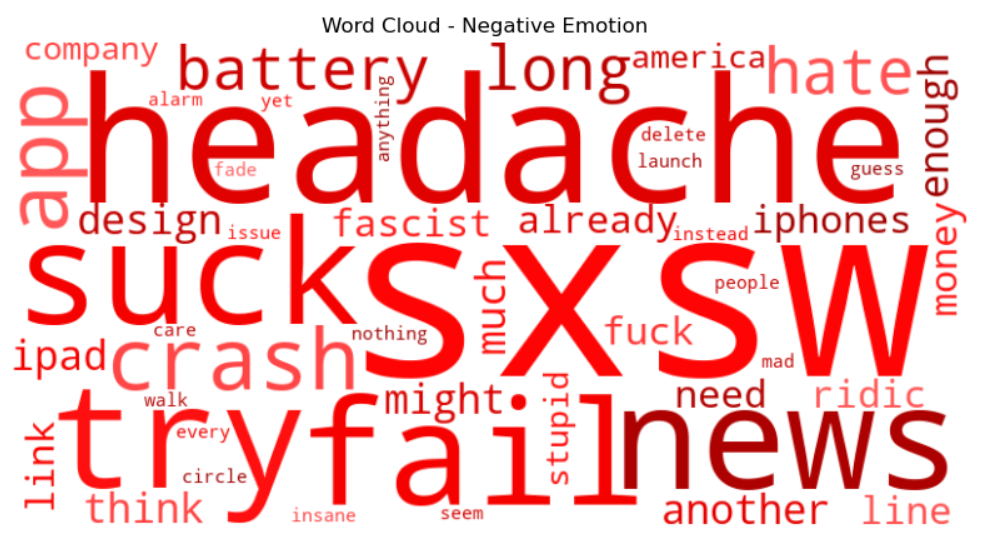 Word Cloud - Negative Emotion
company
battery
long
america
hate
enough
app
headache
alarm
yet
anything
delete
launch
fade
guess
design
issue
fascist
already
instead
iphones
money
suck
sxsw
much
people
care
nothing
fuck
ipad
crash
mad
try
walk
fail
might
stupid
need
ridic
news
link
every
circle
think
insane
seem
another
line